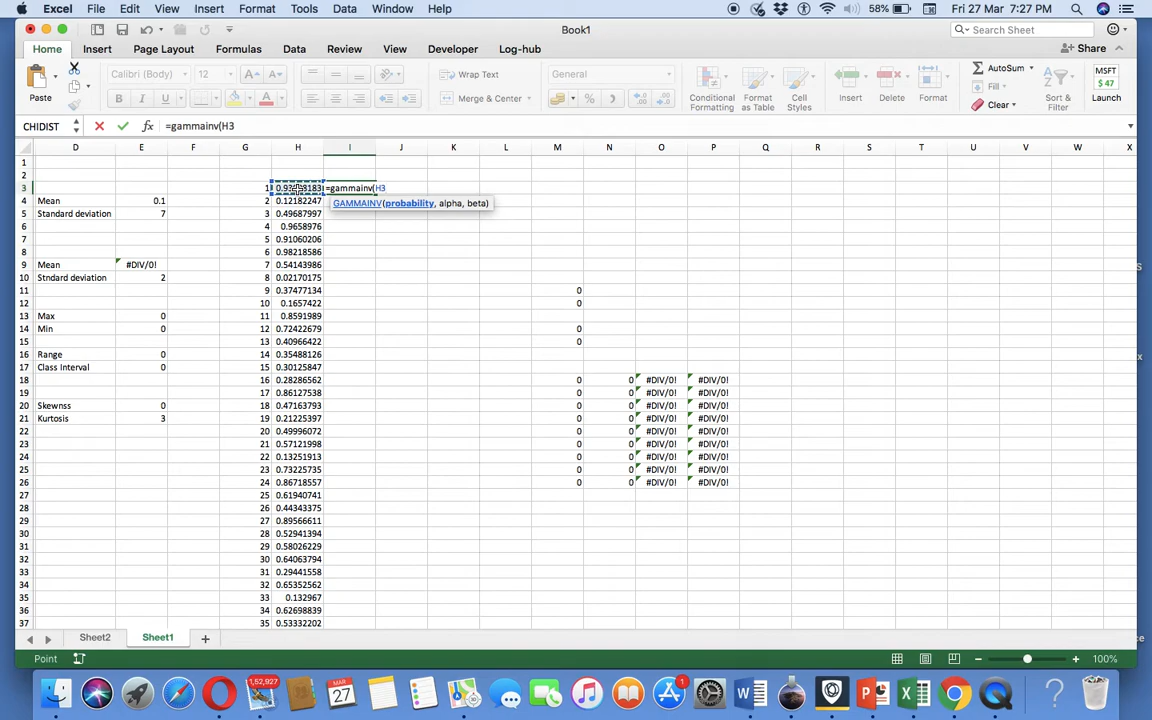 Excel File Edit View Insert Format Tools Data Window Help 58% Fri 27 Mar 7:27 PM
Book1
Search Sheet
Home Insert Page Layout Formulas Data Review View Developer Log-hub Share
Paste Calibri (Body) 12 A A Wrap Text General AutoSum MSFT $ 47
B I U A Merge & Center % Conditional Formatting Format as Table Cell Styles Insert Delete Format Fill Clear Sort & Filter Launch
CHIDIST fx =gammainv(H3
D E F G H I J K L M N O P Q R S T U V W X
1
2
3 1 =gammainv(H3
4 Mean 0.1 2 0.12182247 GAMMAINV(probability, alpha, beta)
5 Standard deviation 7 3 0.49687997
6 4 0.9658976
7 5 0.91060206
8 6 0.98218586
9 Mean #DIV/0! 7 0.54143986
10 Stndard deviation 2 8 0.02170175
11 9 0.37477134 0
12 10 0.1657422 0
13 Max 0 11 0.8591989
14 Min 0 12 0.72422679 0
15 13 0.40966422 0
16 Range 0 14 0.35488126
17 Class Interval 0 15 0.30125847
18 16 0.28286562 0 0 #DIV/0! #DIV/0!
19 17 0.86127538 0 0 #DIV/0! #DIV/0!
20 Skewnss 0 18 0.47163793 0 0 #DIV/0! #DIV/0!
21 Kurtosis 3 19 0.21225397 0 0 #DIV/0! #DIV/0!
22 20 0.49996072 0 0 #DIV/0! #DIV/0!
23 21 0.57121998 0 0 #DIV/0! #DIV/0!
24 22 0.13251913 0 0 #DIV/0! #DIV/0!
25 23 0.73225735 0 0 #DIV/0! #DIV/0!
26 24 0.86718557 0 0 #DIV/0! #DIV/0!
27 25 0.61940741
28 26 0.39044408
29 27 0.89566611
30 28 0.52941394
31 29 0.58026229
32 30 0.64063794
33 31 0.29441558
34 32 0.65352562
35 33 0.132967
36 34 0.62698839
37 35 0.53332202
Sheet2 Sheet1 +
Point 100%
1,52,927 MAR 27 1 W P X